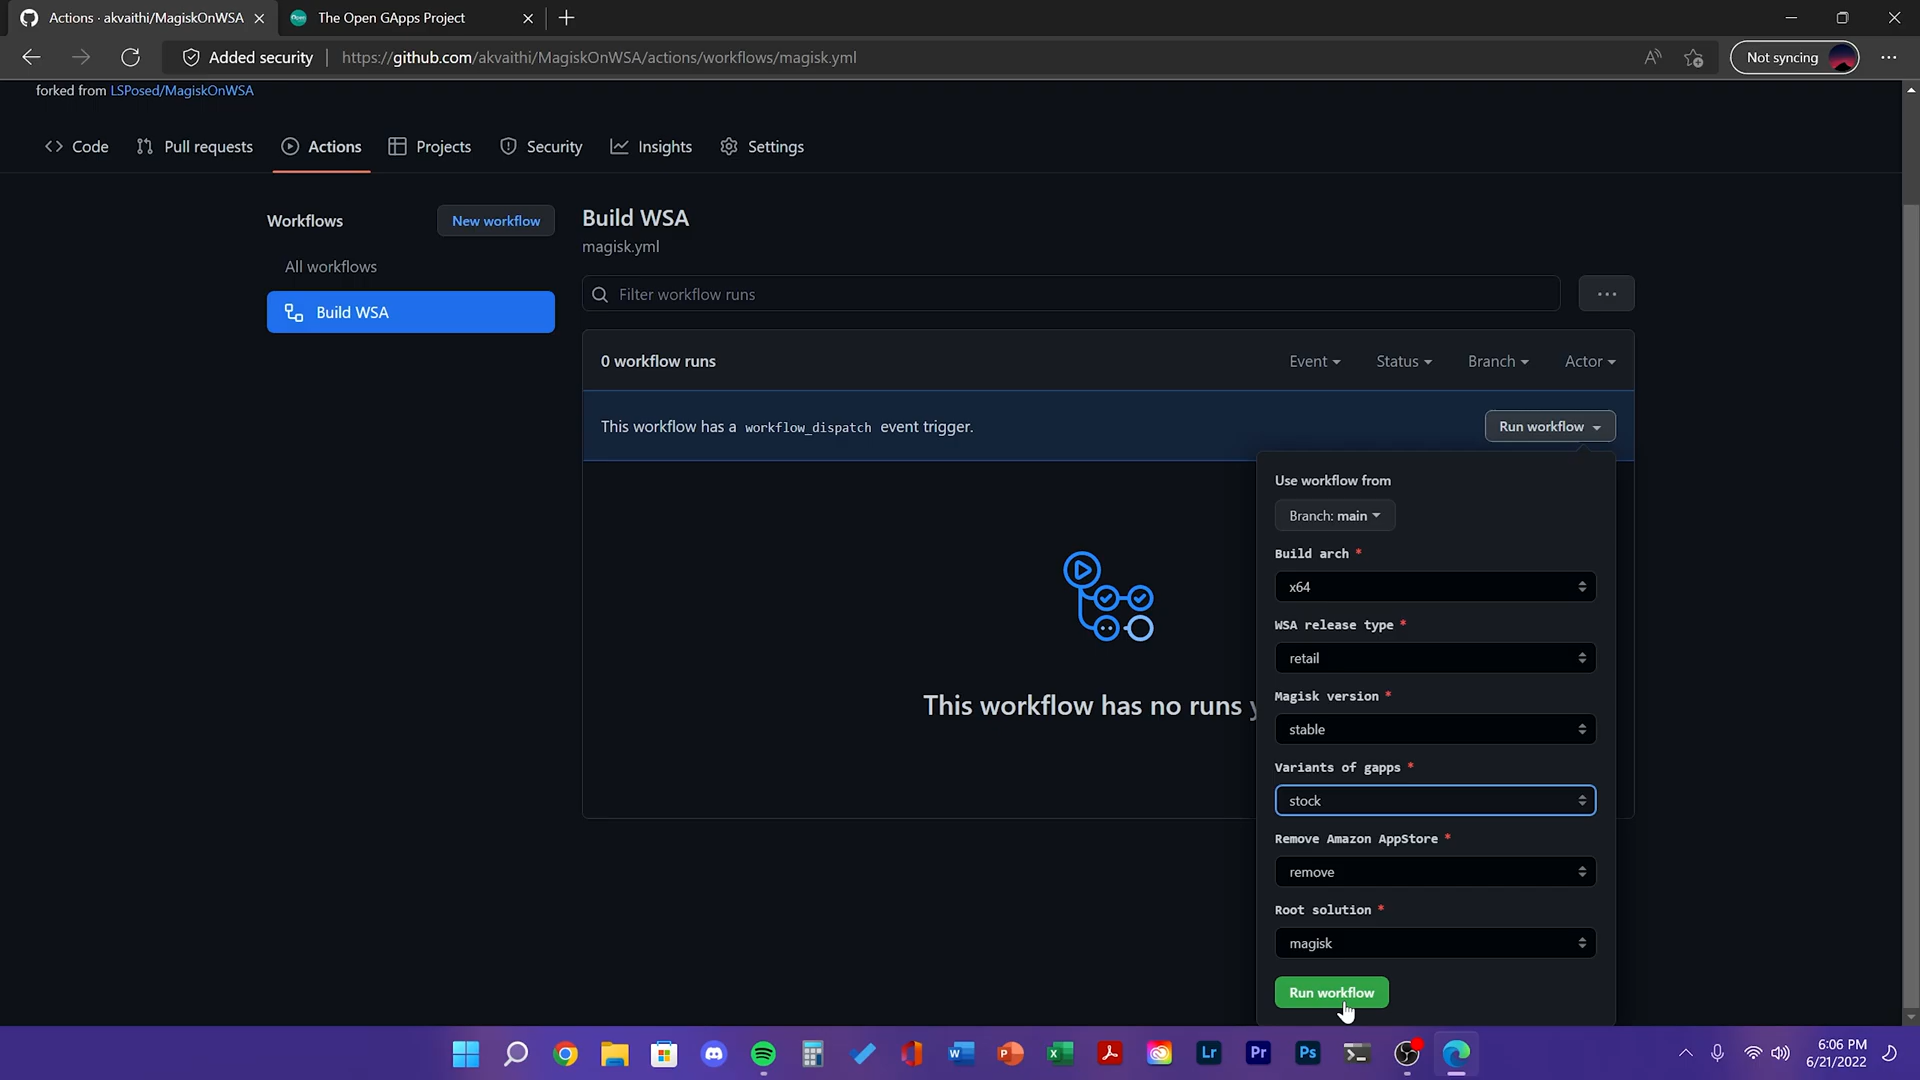 Actions · akvaithi/MagiskOnWSA
The Open GApps Project
Added security
https://github.com/akvaithi/MagiskOnWSA/actions/workflows/magisk.yml
Not syncing
forked from LSPosed/MagiskOnWSA
Code
Pull requests
Actions
Projects
Security
Insights
Settings
Workflows
New workflow
All workflows
Build WSA
Build WSA
magisk.yml
Filter workflow runs
0 workflow runs
Event
Status
Branch
Actor
This workflow has a workflow_dispatch event trigger.
Run workflow
This workflow has no runs
Use workflow from
Branch: main
Build arch *
x64
WSA release type *
retail
Magisk version *
stable
Variants of gapps *
stock
Remove Amazon AppStore *
remove
Root solution *
magisk
Run workflow
Lr
Pr
Ps
6:06 PM
6/21/2022